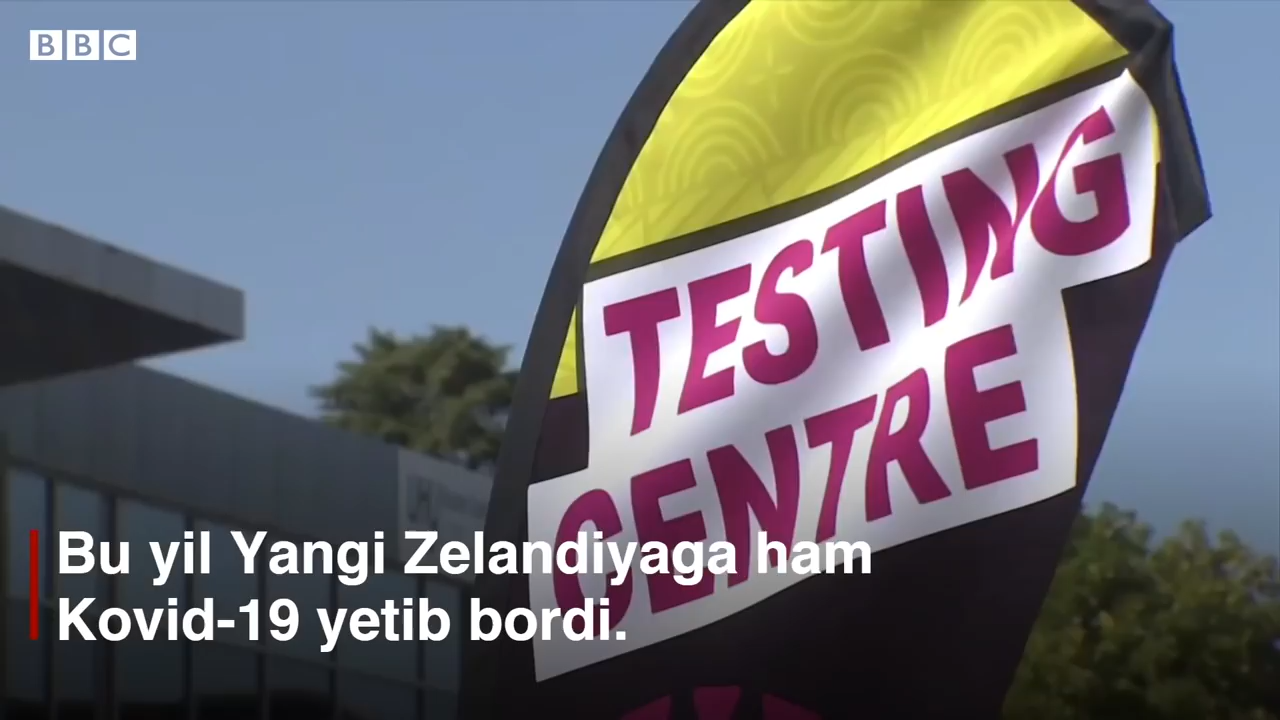 BBC
TESTING
CENTRE
Bu yil Yangi Zelandiyaga ham
Kovid-19 yetib bordi.